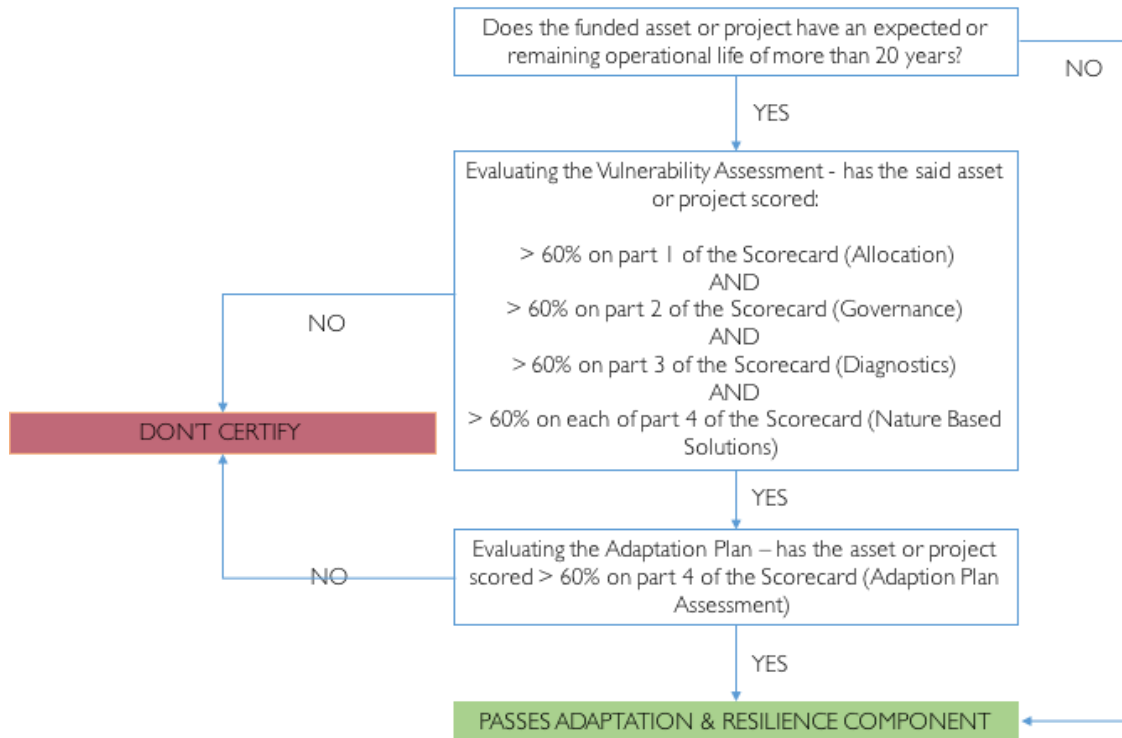 Does the funded asset or project have an expected or
remaining operational life of more than 20 years?
NO
YES
Evaluating the Vulnerability Assessment - has the said asset
or project scored:
> 60% on part 1 of the Scorecard (Allocation)
AND
> 60% on part 2 of the Scorecard (Governance)
AND
> 60% on part 3 of the Scorecard (Diagnostics)
AND
> 60% on each of part 4 of the Scorecard (Nature Based
Solutions)
NO
DON'T CERTIFY
YES
Evaluating the Adaptation Plan – has the asset or project
scored > 60% on part 4 of the Scorecard (Adaption Plan
Assessment)
NO
YES
PASSES ADAPTATION & RESILIENCE COMPONENT